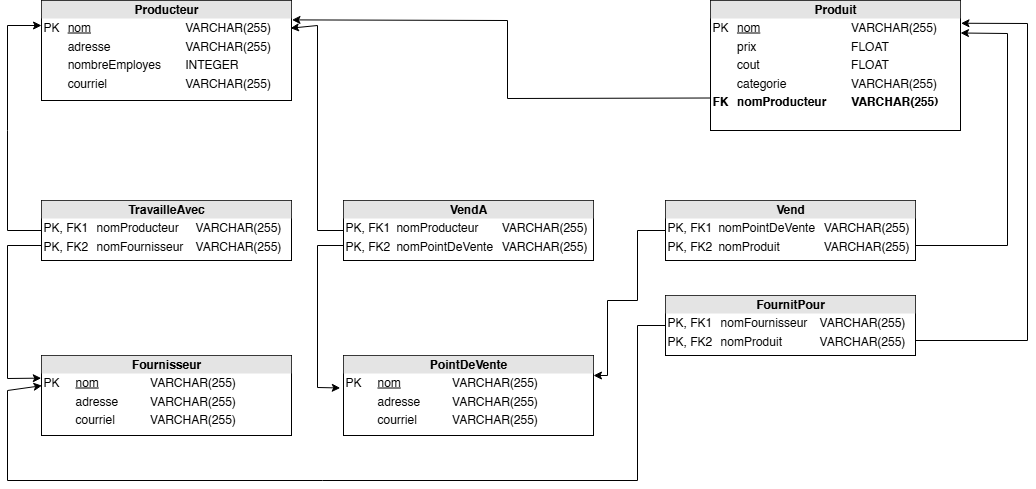 Producteur
PK nom VARCHAR(255)
adresse VARCHAR(255)
nombreEmployes INTEGER
courriel VARCHAR(255)
Produit
PK nom VARCHAR(255)
prix FLOAT
cout FLOAT
categorie VARCHAR(255)
FK nomProducteur VARCHAR(255)
TravailleAvec
PK, FK1 nomProducteur VARCHAR(255)
PK, FK2 nomFournisseur VARCHAR(255)
VendA
PK, FK1 nomProducteur VARCHAR(255)
PK, FK2 nomPointDeVente VARCHAR(255)
Vend
PK, FK1 nomPointDeVente VARCHAR(255)
PK, FK2 nomProduit VARCHAR(255)
FournitPour
PK, FK1 nomFournisseur VARCHAR(255)
PK, FK2 nomProduit VARCHAR(255)
Fournisseur
PK nom VARCHAR(255)
adresse VARCHAR(255)
courriel VARCHAR(255)
PointDeVente
PK nom VARCHAR(255)
adresse VARCHAR(255)
courriel VARCHAR(255)